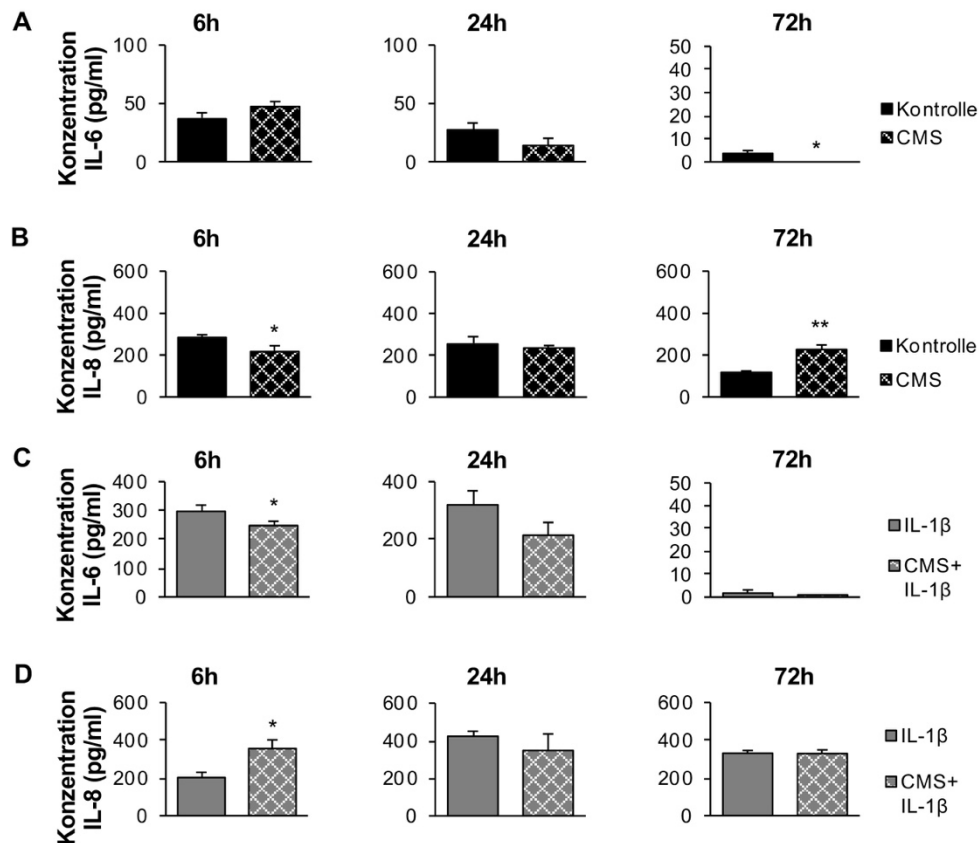 A
6h
24h
72h
Konzentration
IL-6 (pg/ml)
100
50
0
100
50
0
50
40
30
20
10
0
*
Kontrolle
CMS
B
6h
24h
72h
Konzentration
IL-8 (pg/ml)
600
400
200
0
*
600
400
200
0
600
400
200
0
**
Kontrolle
CMS
C
6h
24h
72h
Konzentration
IL-6 (pg/ml)
400
300
200
100
0
*
400
200
0
50
40
30
20
10
0
IL-1β
CMS+
IL-1β
D
6h
24h
72h
Konzentration
IL-8 (pg/ml)
600
400
200
0
*
600
400
200
0
600
400
200
0
IL-1β
CMS+
IL-1β